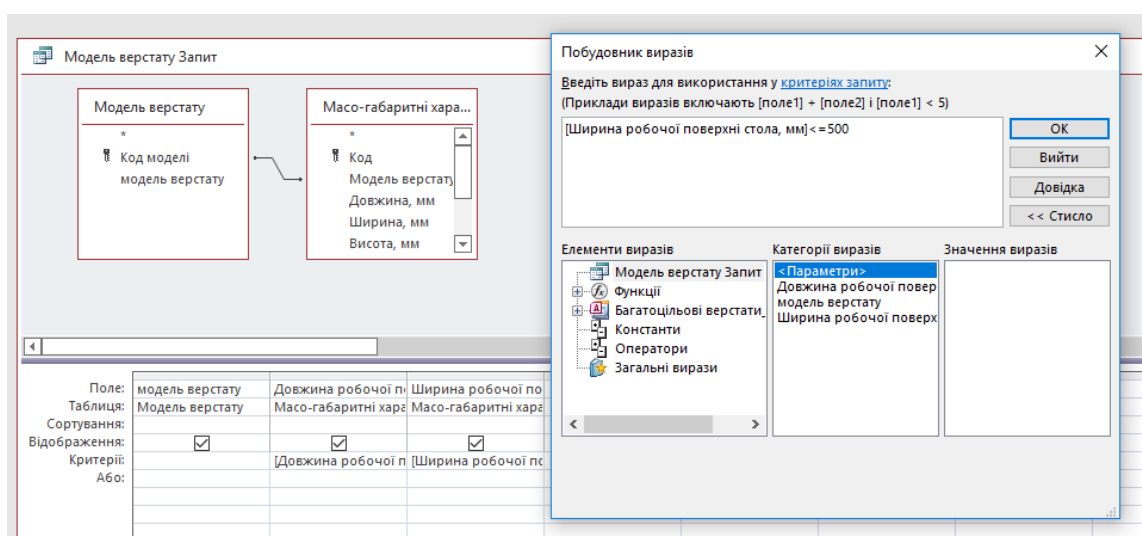 Модель верстату Запит
Модель верстату
*
Код моделі
модель верстату
Масо-габаритні хара...
*
Код
Модель верстату
Довжина, мм
Ширина, мм
Висота, мм
Поле: модель верстату Довжина робочої по Ширина робочої по
Таблиця: Модель верстату Масо-габаритні хара Масо-габаритні хара
Сортування:
Відображення:
Критерії: [Довжина робочої п [Ширина робочої по
Або:
Побудовник виразів
Введіть вираз для використання у критеріях запиту:
(Приклади виразів включають [поле1] + [поле2] і [поле1] < 5)
[Ширина робочої поверхні стола, мм]<=500
ОК
Вийти
Довідка
<< Стисло
Елементи виразів
Модель верстату Запит
Функції
Багатоцільові верстати_
Константи
Оператори
Загальні вирази
Категорії виразів
<Параметри>
Довжина робочої повер
модель верстату
Ширина робочої поверх
Значення виразів